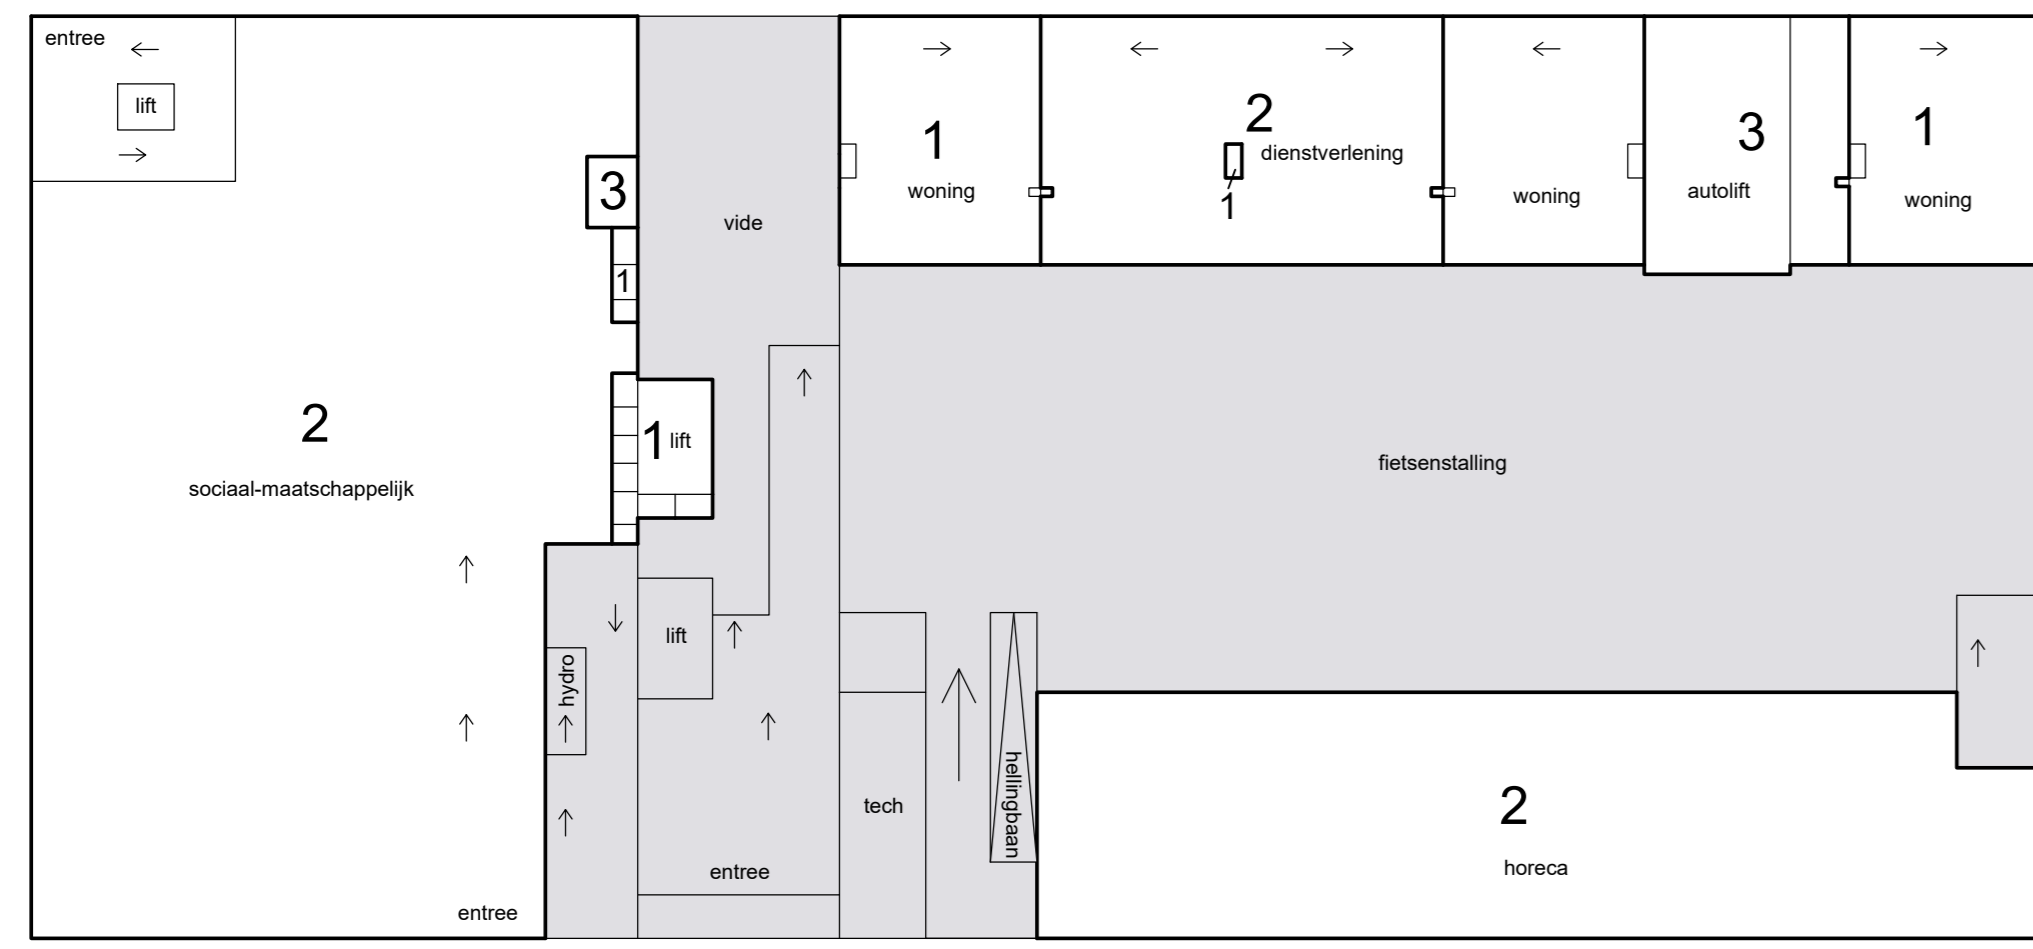 entree
lift
3
1
2
sociaal-maatschappelijk
entree
vide
1
lift
lift
hydro
entree
1
woning
2
dienstverlening
1
woning
3
autolift
1
woning
fietsenstalling
tech
hellingbaan
2
horeca